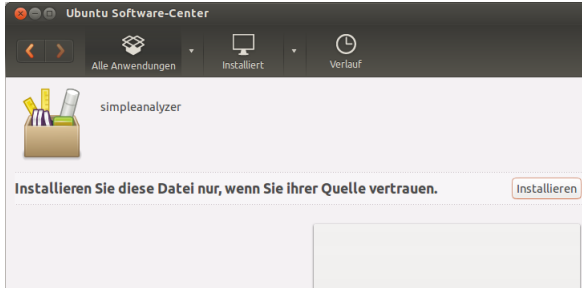 Ubuntu Software-Center
Alle Anwendungen
Installiert
Verlauf
simpleanalyzer
Installieren Sie diese Datei nur, wenn Sie ihrer Quelle vertrauen.
Installieren